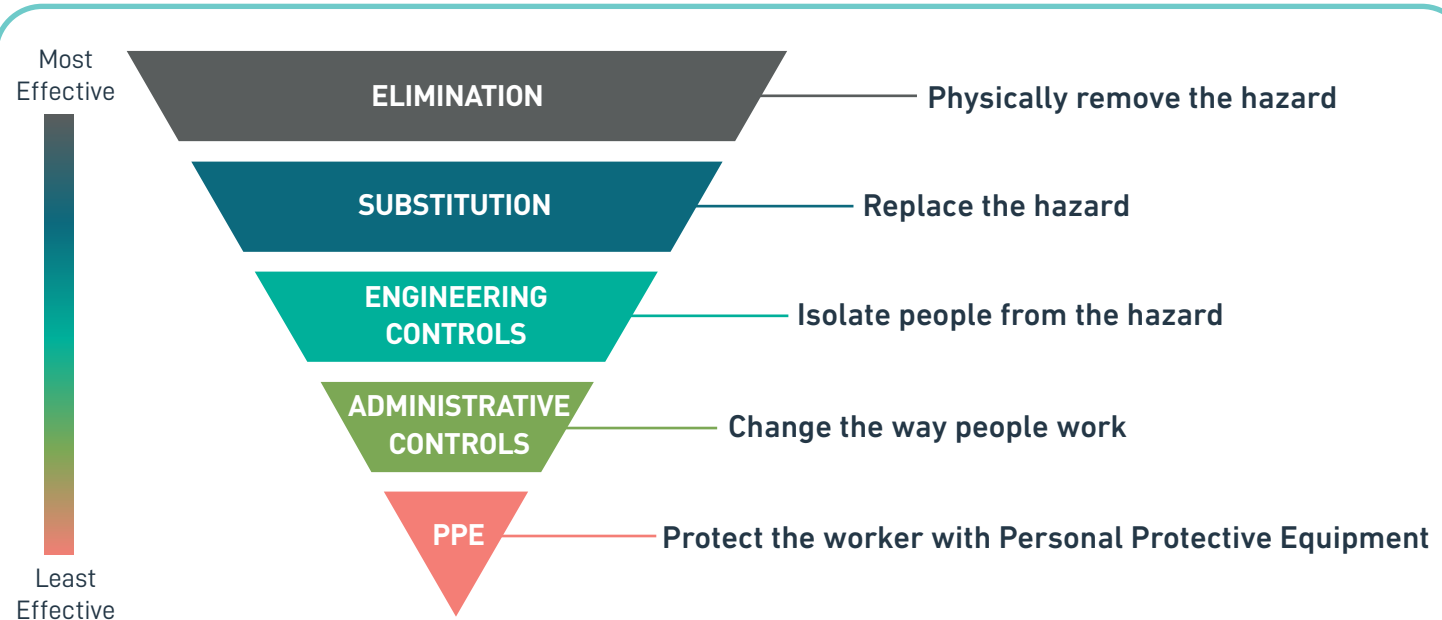 Most
Effective
ELIMINATION
Physically remove the hazard
SUBSTITUTION
Replace the hazard
ENGINEERING
CONTROLS
Isolate people from the hazard
ADMINISTRATIVE
CONTROLS
Change the way people work
PPE
Protect the worker with Personal Protective Equipment
Least
Effective